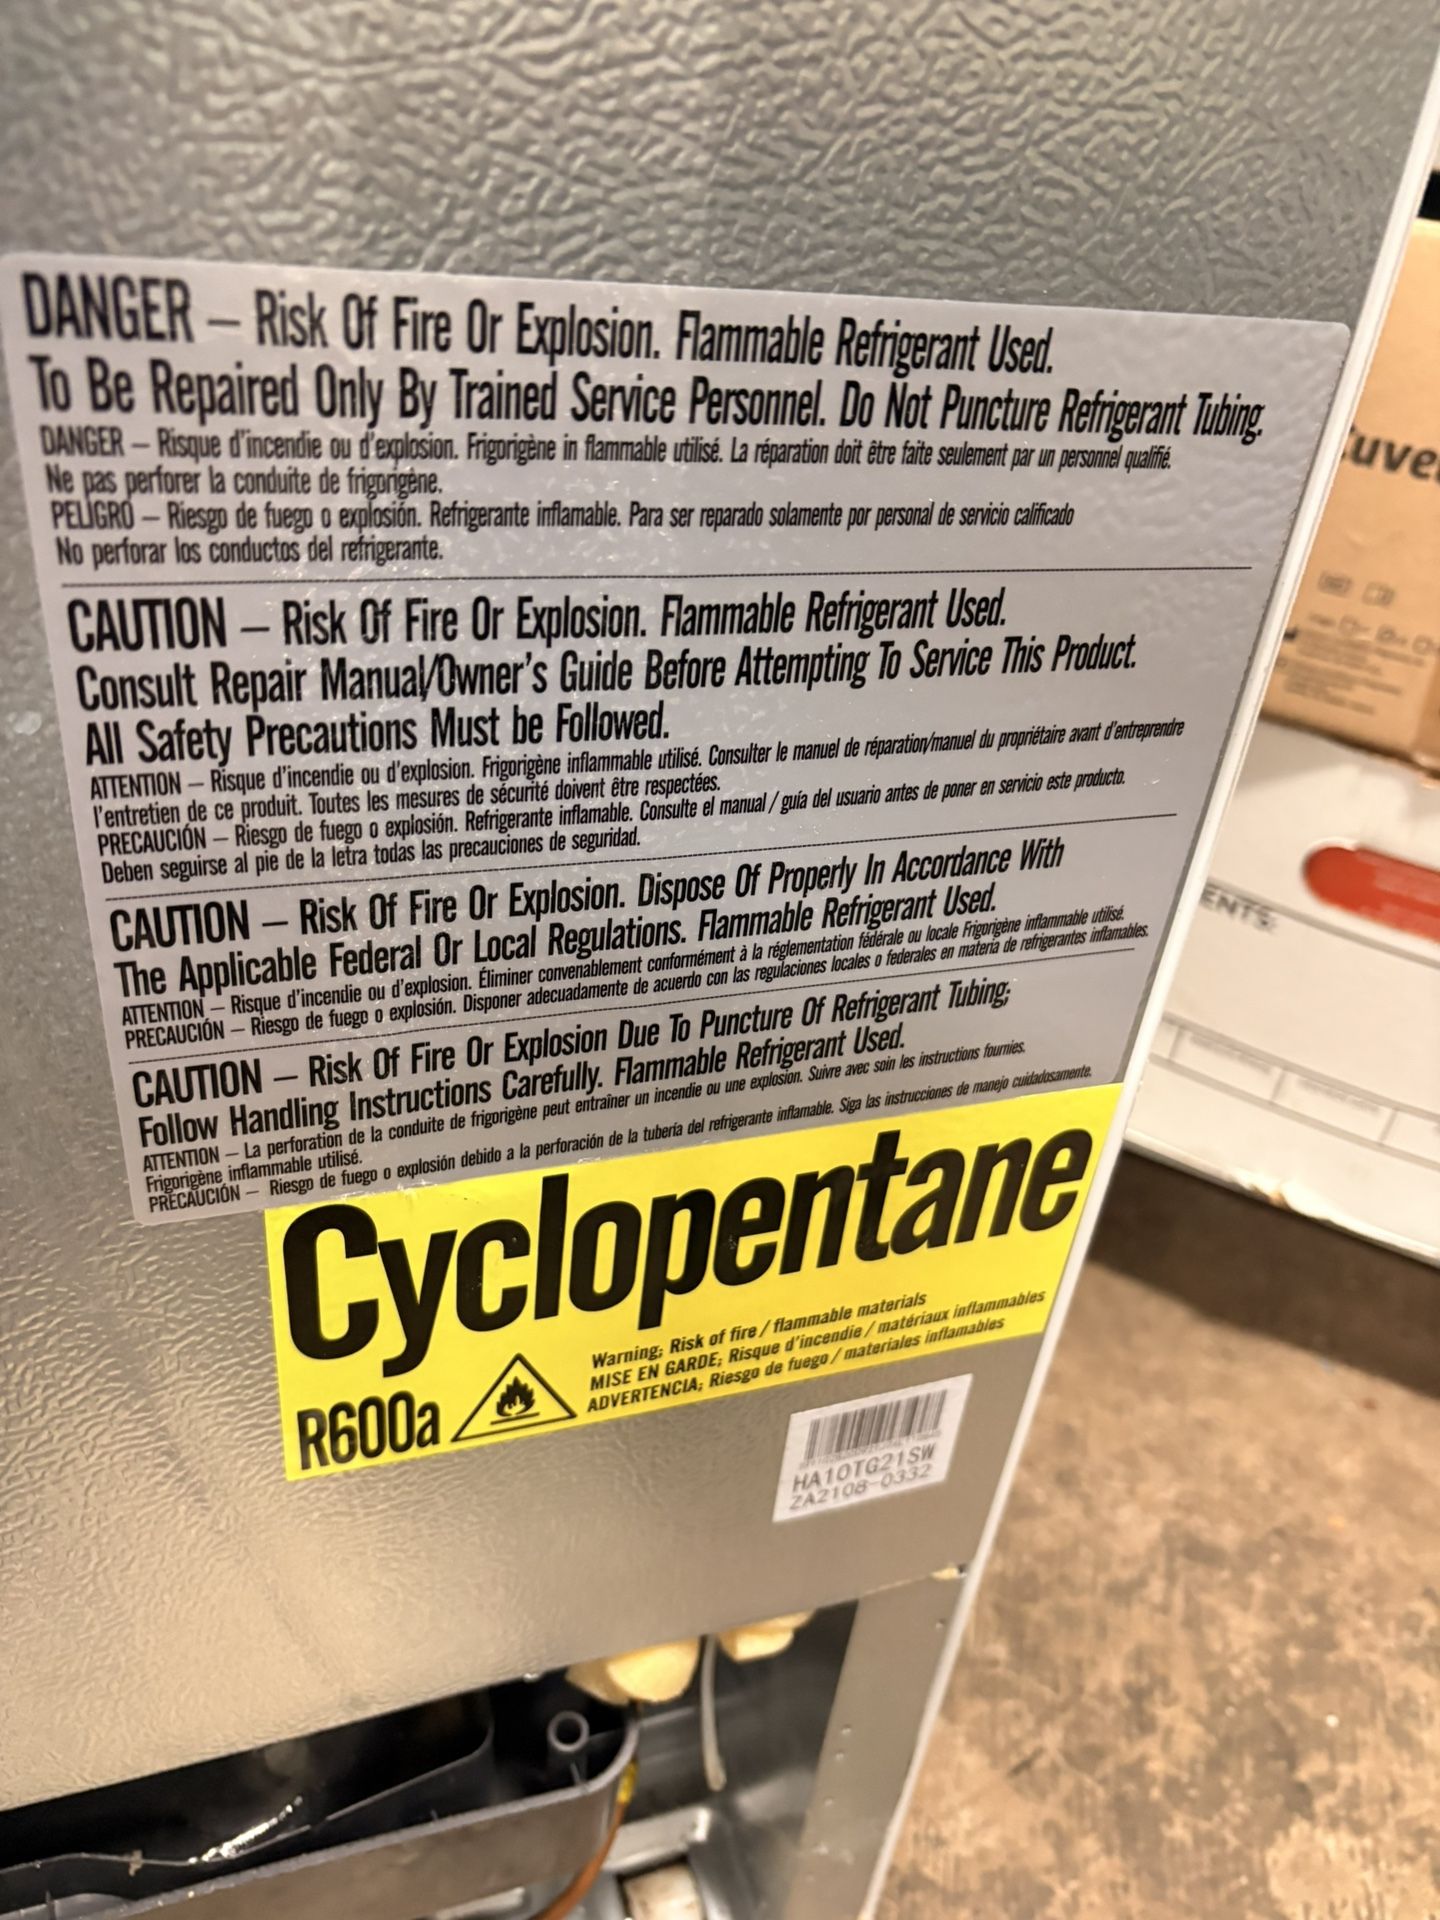 DANGER – Risk Of Fire Or Explosion. Flammable Refrigerant Used.
To Be Repaired Only By Trained Service Personnel. Do Not Puncture Refrigerant Tubing.
DANGER – Risque d'incendie ou d'explosion. Frigorigène in flammable utilisé. La réparation doit être faite seulement par un personnel qualifié.
Ne pas perforer la conduite de frigorigène.
PELIGRO – Riesgo de fuego o explosión. Refrigerante inflamable. Para ser reparado solamente por personal de servicio calificado
No perforar los conductos del refrigerante.
CAUTION – Risk Of Fire Or Explosion. Flammable Refrigerant Used.
Consult Repair Manual/Owner's Guide Before Attempting To Service This Product.
All Safety Precautions Must be Followed.
ATTENTION – Risque d'incendie ou d'explosion. Frigorigène inflammable utilisé. Consulter le manuel de réparation/manuel du propriétaire avant d'entreprendre
l'entretien de ce produit. Toutes les mesures de sécurité doivent être respectées.
PRECAUCIÓN – Riesgo de fuego o explosión. Refrigerante inflamable. Consulte el manual / guía del usuario antes de poner en servicio este producto.
Deben seguirse al pie de la letra todas las precauciones de seguridad.
CAUTION – Risk Of Fire Or Explosion. Dispose Of Properly In Accordance With
The Applicable Federal Or Local Regulations. Flammable Refrigerant Used.
ATTENTION – Risque d'incendie ou d'explosion. Éliminer convenablement conformément à la réglementation fédérale ou locale Frigorigène inflammable utilisé.
PRECAUCIÓN – Riesgo de fuego o explosión. Disponer adecuadamente de acuerdo con las regulaciones locales o federales en materia de refrigerantes inflamables.
CAUTION – Risk Of Fire Or Explosion Due To Puncture Of Refrigerant Tubing;
Follow Handling Instructions Carefully. Flammable Refrigerant Used.
ATTENTION – La perforation de la conduite de frigorigène peut entraîner un incendie ou une explosion. Suivre avec soin les instructions fournies.
Frigorigène inflammable utilisé.
PRECAUCIÓN – Riesgo de fuego o explosión debido a la perforación de la tubería del refrigerante inflamable. Siga las instrucciones de manejo cuidadosamente.
Cyclopentane
R600a
Warning; Risk of fire / flammable materials
MISE EN GARDE; Risque d'incendie / matériaux inflammables
ADVERTENCIA; Riesgo de fuego / materiales inflamables
HA10TG21SW
ZA2108-0332